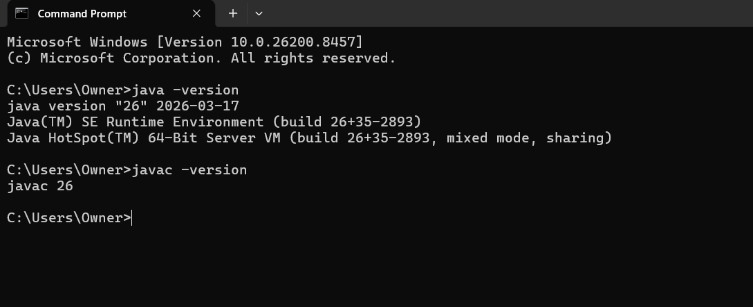 Command Prompt
Microsoft Windows [Version 10.0.26200.8457]
(c) Microsoft Corporation. All rights reserved.
C:\Users\Owner>java -version
java version "26" 2026-03-17
Java(TM) SE Runtime Environment (build 26+35-2893)
Java HotSpot(TM) 64-Bit Server VM (build 26+35-2893, mixed mode, sharing)
C:\Users\Owner>javac -version
javac 26
C:\Users\Owner>